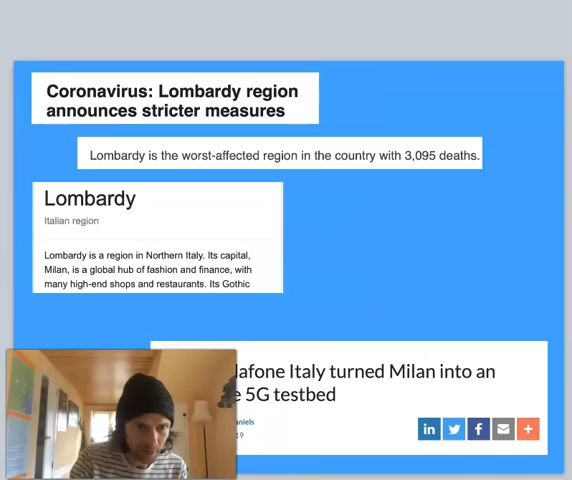 Coronavirus: Lombardy region
announces stricter measures
Lombardy is the worst-affected region in the country with 3,095 deaths.
Lombardy
Italian region
Lombardy is a region in Northern Italy. Its capital,
Milan, is a global hub of fashion and finance, with
many high-end shops and restaurants. Its Gothic
Italy turned Milan into an
5G testbed
in
f
+